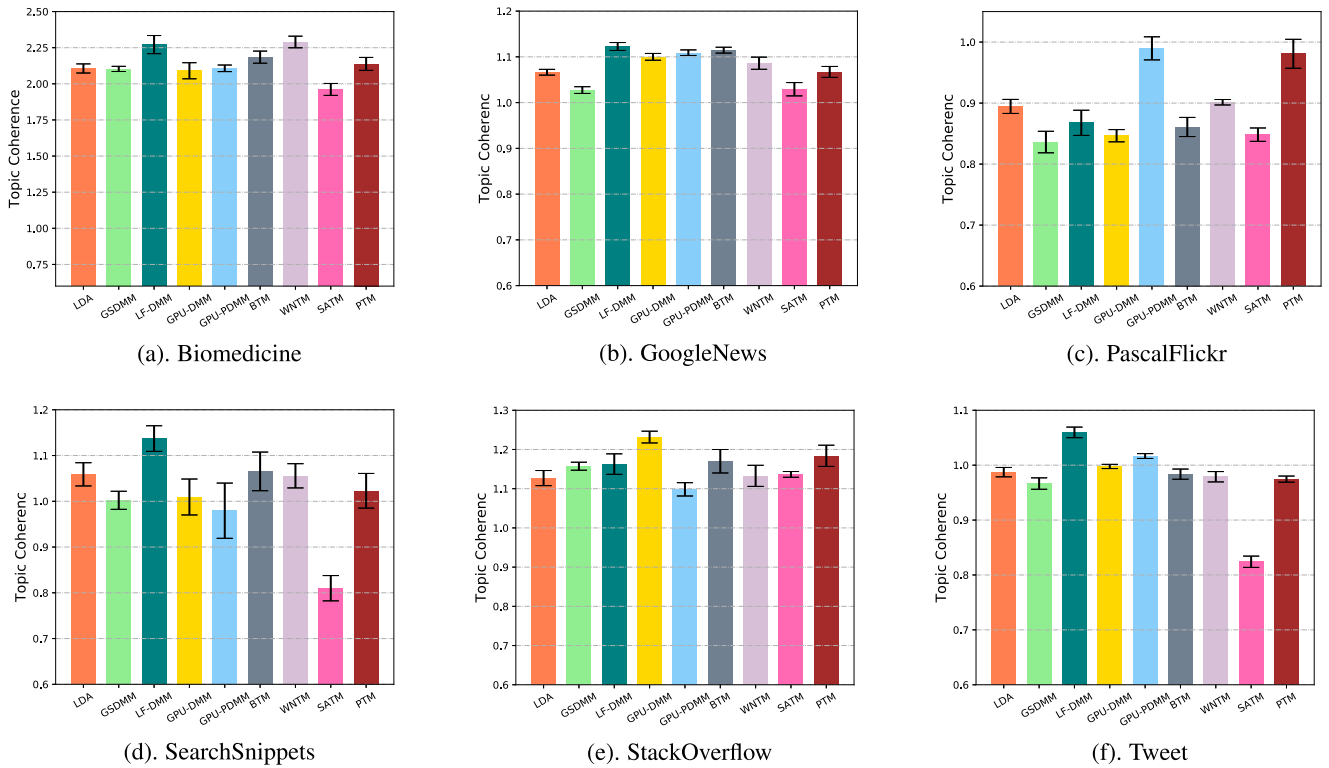 2.50
2.25
2.00
1.75
1.50
1.25
1.00
0.75
Topic Coherence
LDA
GSDMM
LF-DMM
GPU-DMM
GPU-PDMM
BTM
WNTM
SATM
PTM
(a). Biomedicine
1.2
1.1
1.0
0.9
0.8
0.7
0.6
Topic Coherenc
LDA
GSDMM
LF-DMM
GPU-DMM
GPU-PDMM
BTM
WNTM
SATM
PTM
(b). GoogleNews
1.0
0.9
0.8
0.7
0.6
Topic Coherenc
LDA
GSDMM
LF-DMM
GPU-DMM
GPU-PDMM
BTM
WNTM
SATM
PTM
(c). PascalFlickr
1.2
1.1
1.0
0.9
0.8
0.7
0.6
Topic Coherenc
LDA
GSDMM
LF-DMM
GPU-DMM
GPU-PDMM
BTM
WNTM
SATM
PTM
(d). SearchSnippets
1.3
1.2
1.1
1.0
0.9
0.8
0.7
0.6
Topic Coherenc
LDA
GSDMM
LF-DMM
GPU-DMM
GPU-PDMM
BTM
WNTM
SATM
PTM
(e). StackOverflow
1.1
1.0
0.9
0.8
0.7
0.6
Topic Coherenc
LDA
GSDMM
LF-DMM
GPU-DMM
GPU-PDMM
BTM
WNTM
SATM
PTM
(f). Tweet